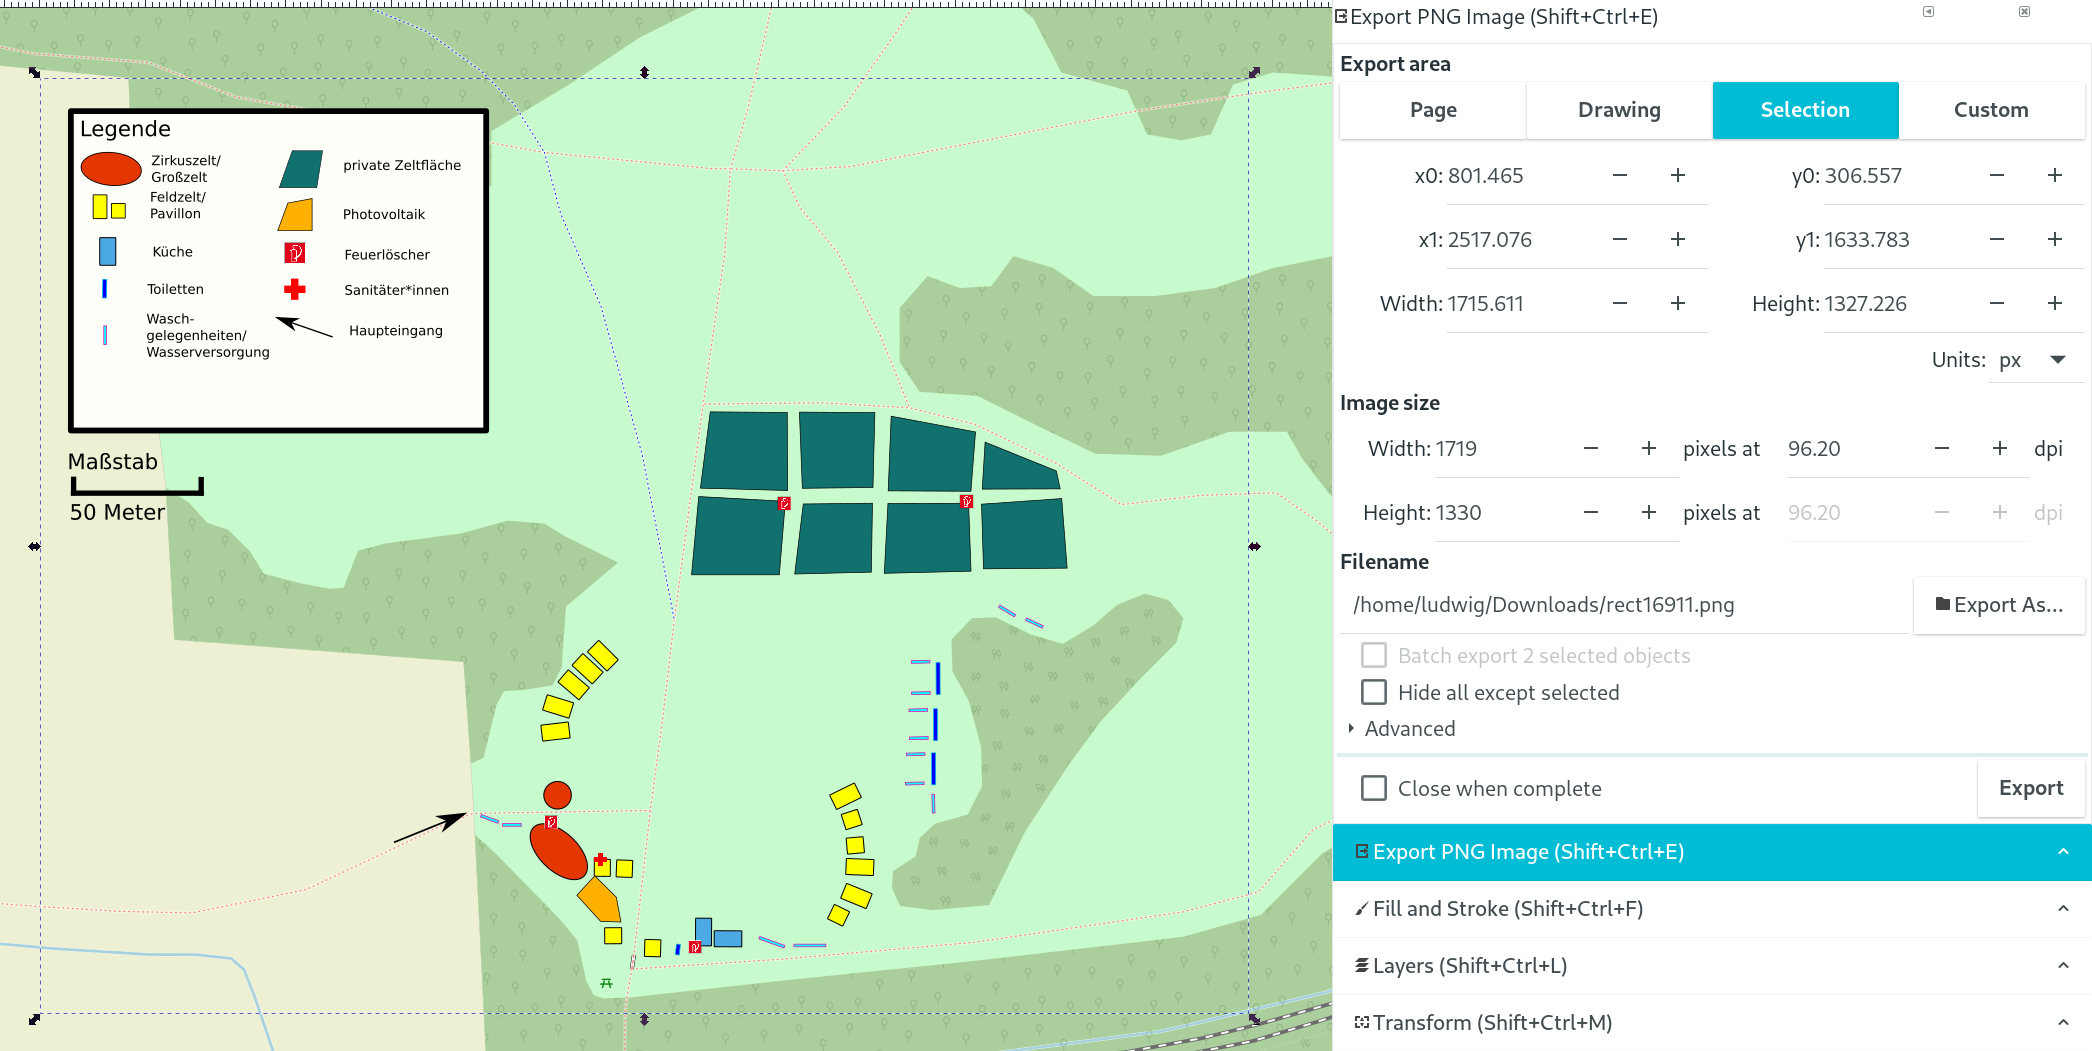 Legende
Zirkuszelt/
Großzelt
Feldzelt/
Pavillon
Küche
Toiletten
Wasch-
gelegenheiten/
Wasserversorgung
private Zeltfläche
Photovoltaik
Feuerlöscher
Sanitäter*innen
Haupteingang
Maßstab
50 Meter
Export PNG Image (Shift+Ctrl+E)
Export area
Page Drawing Selection Custom
x0: 801.465 − + y0: 306.557 − +
x1: 2517.076 − + y1: 1633.783 − +
Width: 1715.611 − + Height: 1327.226 − +
Units: px
Image size
Width: 1719 − + pixels at 96.20 − + dpi
Height: 1330 − + pixels at 96.20 − + dpi
Filename
/home/ludwig/Downloads/rect16911.png Export As...
Batch export 2 selected objects
Hide all except selected
Advanced
Close when complete Export
Export PNG Image (Shift+Ctrl+E)
Fill and Stroke (Shift+Ctrl+F)
Layers (Shift+Ctrl+L)
Transform (Shift+Ctrl+M)